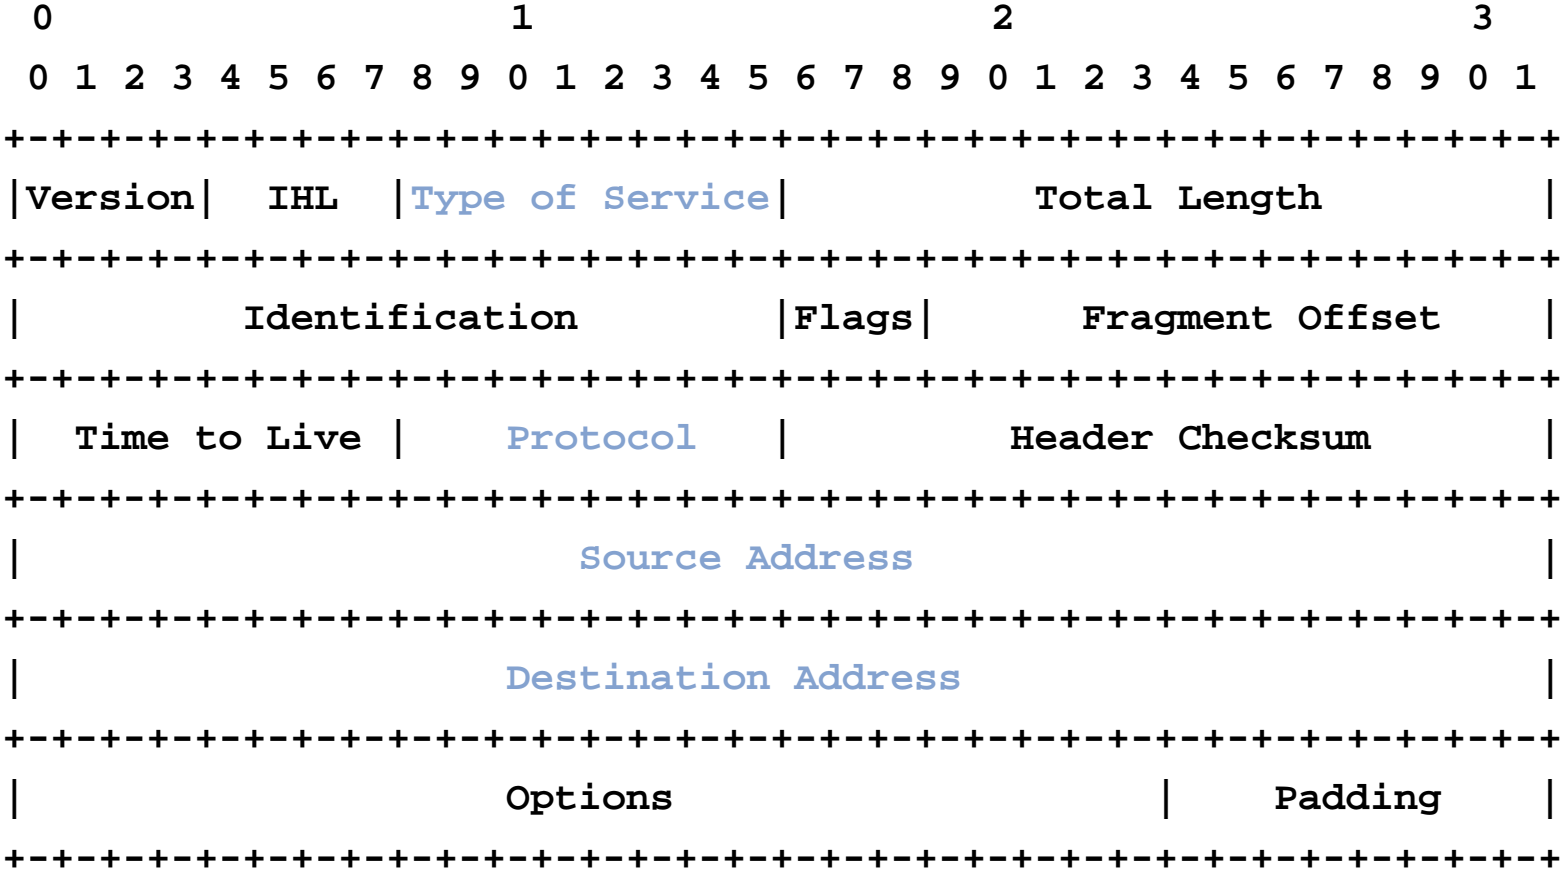 0                   1                   2                   3
 0 1 2 3 4 5 6 7 8 9 0 1 2 3 4 5 6 7 8 9 0 1 2 3 4 5 6 7 8 9 0 1
+-+-+-+-+-+-+-+-+-+-+-+-+-+-+-+-+-+-+-+-+-+-+-+-+-+-+-+-+-+-+-+-+
|Version|  IHL  |Type of Service|          Total Length         |
+-+-+-+-+-+-+-+-+-+-+-+-+-+-+-+-+-+-+-+-+-+-+-+-+-+-+-+-+-+-+-+-+
|         Identification        |Flags|      Fragment Offset    |
+-+-+-+-+-+-+-+-+-+-+-+-+-+-+-+-+-+-+-+-+-+-+-+-+-+-+-+-+-+-+-+-+
|  Time to Live |    Protocol   |         Header Checksum       |
+-+-+-+-+-+-+-+-+-+-+-+-+-+-+-+-+-+-+-+-+-+-+-+-+-+-+-+-+-+-+-+-+
|                       Source Address                          |
+-+-+-+-+-+-+-+-+-+-+-+-+-+-+-+-+-+-+-+-+-+-+-+-+-+-+-+-+-+-+-+-+
|                    Destination Address                        |
+-+-+-+-+-+-+-+-+-+-+-+-+-+-+-+-+-+-+-+-+-+-+-+-+-+-+-+-+-+-+-+-+
|                    Options                    |    Padding    |
+-+-+-+-+-+-+-+-+-+-+-+-+-+-+-+-+-+-+-+-+-+-+-+-+-+-+-+-+-+-+-+-+